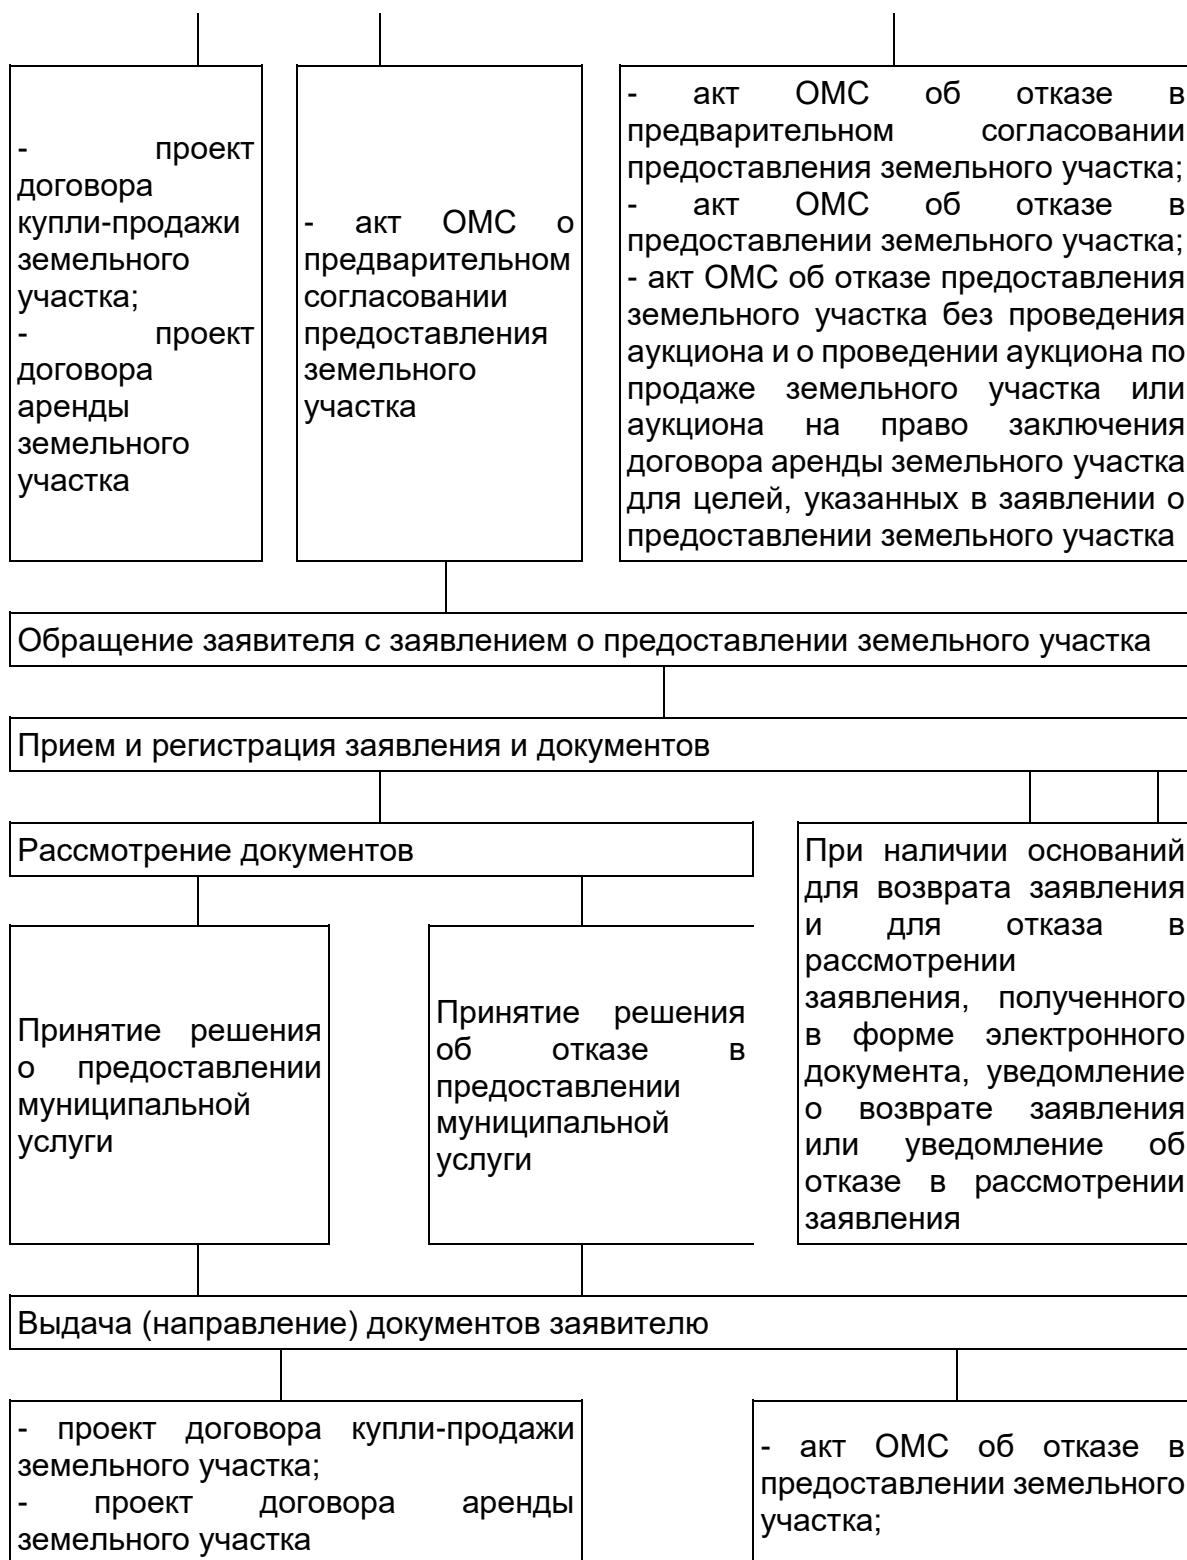 - проект
договора
купли-продажи
земельного
участка;
- проект
договора
аренды
земельного
участка
- акт ОМС о
предварительном
согласовании
предоставления
земельного
участка
- акт ОМС об отказе в
предварительном согласовании
предоставления земельного участка;
- акт ОМС об отказе в
предоставлении земельного участка;
- акт ОМС об отказе предоставления
земельного участка без проведения
аукциона и о проведении аукциона по
продаже земельного участка или
аукциона на право заключения
договора аренды земельного участка
для целей, указанных в заявлении о
предоставлении земельного участка
Обращение заявителя с заявлением о предоставлении земельного участка
Прием и регистрация заявления и документов
Рассмотрение документов
Принятие решения
о предоставлении
муниципальной
услуги
Принятие решения
об отказе в
предоставлении
муниципальной
услуги
При наличии оснований
для возврата заявления
и для отказа в
рассмотрении
заявления, полученного
в форме электронного
документа, уведомление
о возврате заявления
или уведомление об
отказе в рассмотрении
заявления
Выдача (направление) документов заявителю
- проект договора купли-продажи
земельного участка;
- проект договора аренды
земельного участка
- акт ОМС об отказе в
предоставлении земельного
участка;